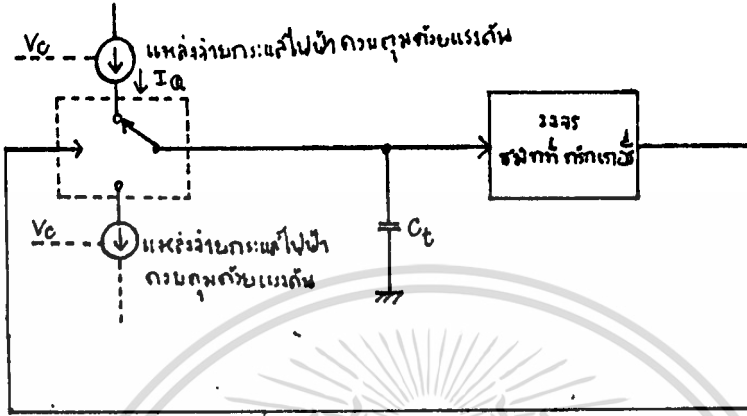 Vc
แหล่งจ่ายกระแสไฟฟ้า ควบคุมด้วยแรงดัน
IQ
วงจร
ชมิทท์ ทริกเกอร์
Ct
Vc
แหล่งจ่ายกระแสไฟฟ้า
ควบคุมด้วยแรงดัน